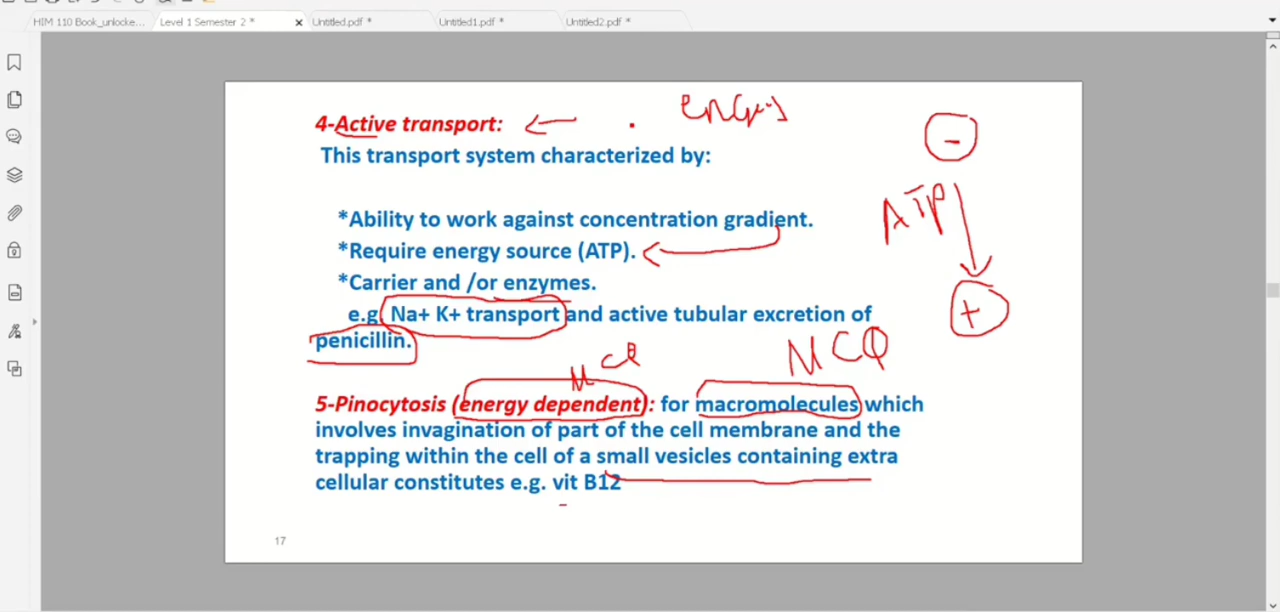 HIM 110 Book_unlocke... Level 1 Semester 2 * x Untitled.pdf * Untitled1.pdf * Untitled2.pdf *
4-Active transport:
energy
This transport system characterized by:
-
ATP
*Ability to work against concentration gradient.
*Require energy source (ATP).
*Carrier and /or enzymes.
e.g. Na+ K+ transport and active tubular excretion of
+
penicillin.
MCQ
MCQ
5-Pinocytosis (energy dependent): for macromolecules which
involves invagination of part of the cell membrane and the
trapping within the cell of a small vesicles containing extra
cellular constitutes e.g. vit B12
17